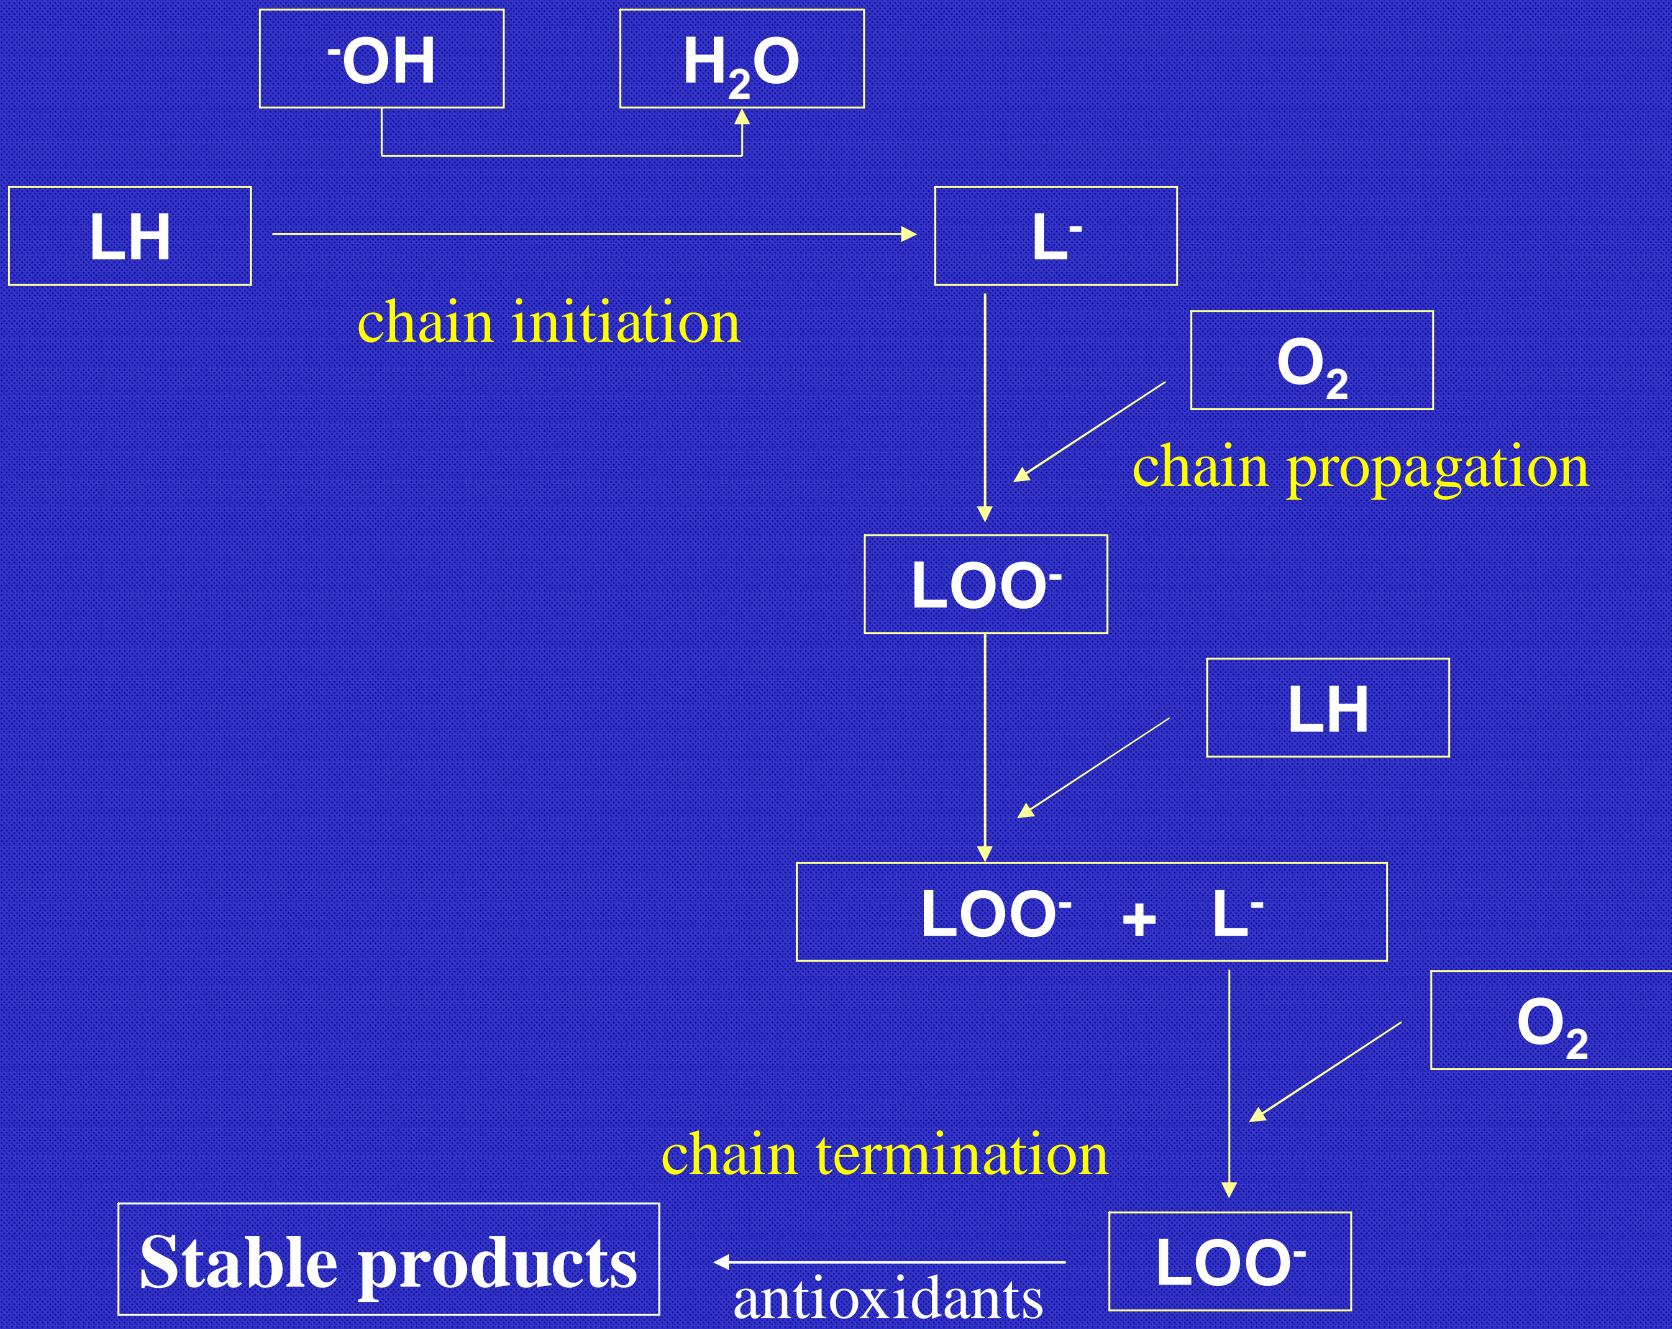 ⁻OH
H₂O
LH
L⁻
chain initiation
O₂
chain propagation
LOO⁻
LH
LOO⁻ + L⁻
O₂
chain termination
Stable products
LOO⁻
antioxidants